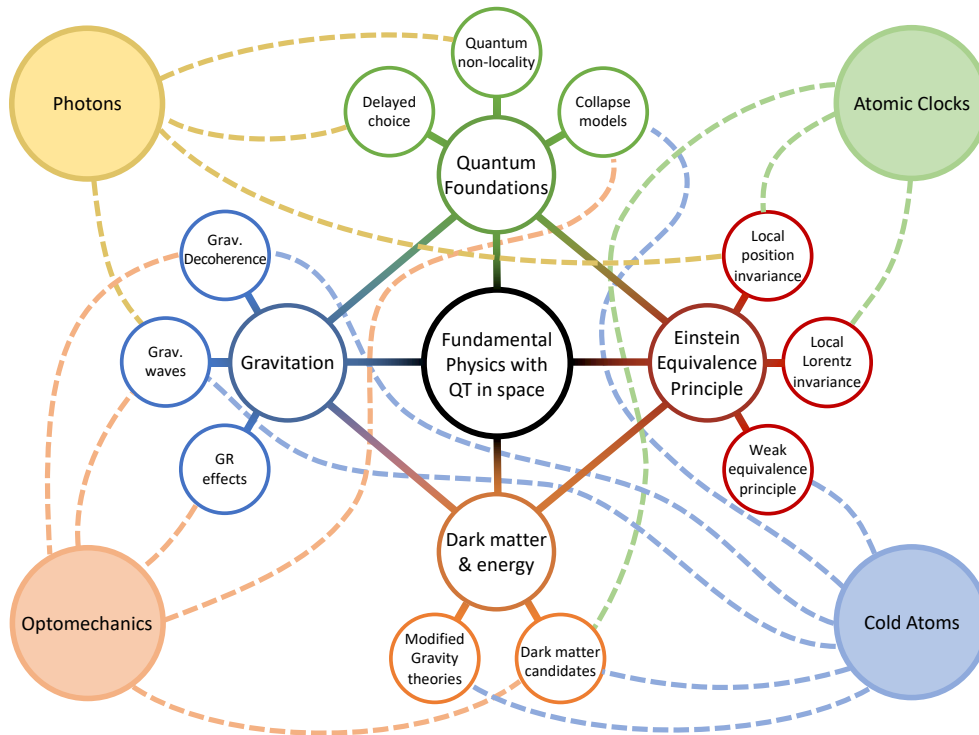 Quantum
non-locality
Photons
Delayed
choice
Collapse
models
Atomic Clocks
Quantum
Foundations
Grav.
Decoherence
Local
position
invariance
Grav.
waves
Gravitation
Fundamental
Physics with
QT in space
Einstein
Equivalence
Principle
Local
Lorentz
invariance
GR
effects
Weak
equivalence
principle
Dark matter
& energy
Optomechanics
Cold Atoms
Modified
Gravity
theories
Dark matter
candidates